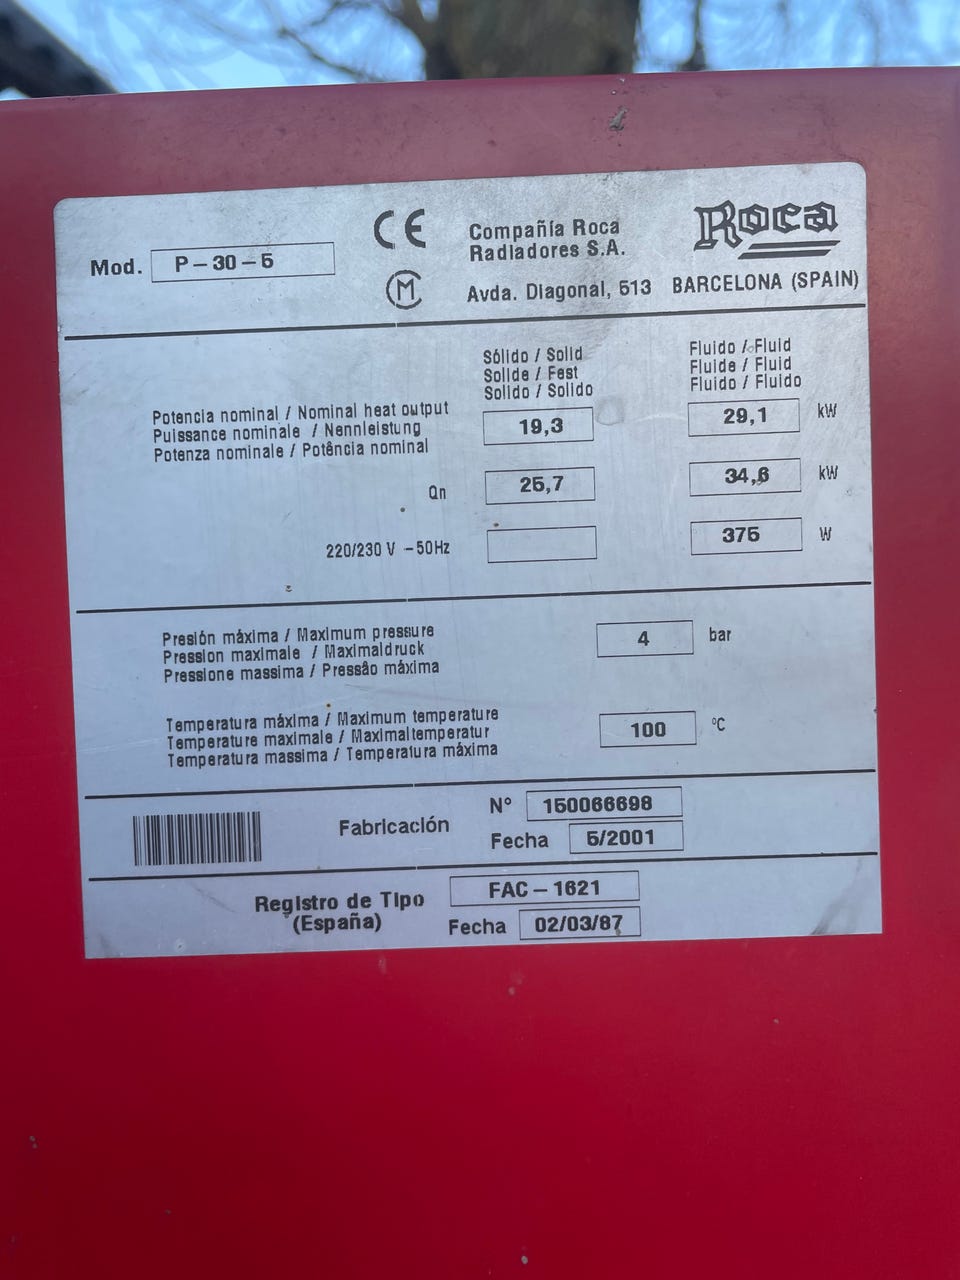 Mod. P-30-5
CE
CM
Compañía Roca
Radiadores S.A.
Avda. Diagonal, 513
Roca
BARCELONA (SPAIN)
Sólido / Solid
Solide / Fest
Solido / Solido
Fluido / Fluid
Fluide / Fluid
Fluido / Fluido
Potencia nominal / Nominal heat output
Puissance nominale / Nennleistung
Potenza nominale / Potência nominal
19,3
29,1 kW
Qn 25,7 34,6 kW
220/230 V -50Hz 375 W
Presión máxima / Maximum pressure
Pression maximale / Maximaldruck
Pressione massima / Pressão máxima
4 bar
Temperatura máxima / Maximum temperature
Temperature maximale / Maximaltemperatur
Temperatura massima / Temperatura máxima
100 ºC
Fabricación
Nº 150066698
Fecha 5/2001
Registro de Tipo
(España)
FAC-1621
Fecha 02/03/87